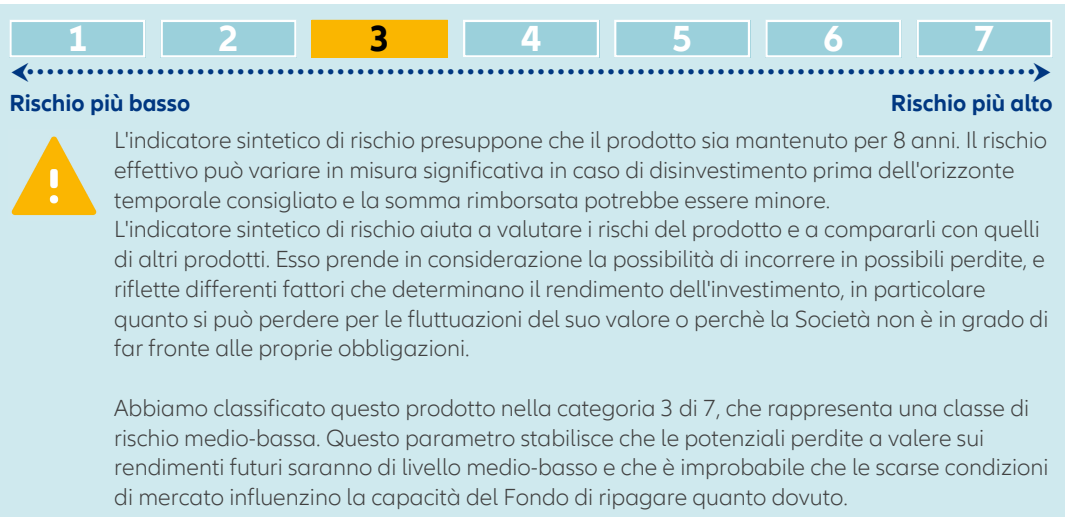 1 2 3 4 5 6 7
Rischio più basso Rischio più alto
L'indicatore sintetico di rischio presuppone che il prodotto sia mantenuto per 8 anni. Il rischio
effettivo può variare in misura significativa in caso di disinvestimento prima dell'orizzonte
temporale consigliato e la somma rimborsata potrebbe essere minore.
L'indicatore sintetico di rischio aiuta a valutare i rischi del prodotto e a compararli con quelli
di altri prodotti. Esso prende in considerazione la possibilità di incorrere in possibili perdite, e
riflette differenti fattori che determinano il rendimento dell'investimento, in particolare
quanto si può perdere per le fluttuazioni del suo valore o perchè la Società non è in grado di
far fronte alle proprie obbligazioni.
Abbiamo classificato questo prodotto nella categoria 3 di 7, che rappresenta una classe di
rischio medio-bassa. Questo parametro stabilisce che le potenziali perdite a valere sui
rendimenti futuri saranno di livello medio-basso e che è improbabile che le scarse condizioni
di mercato influenzino la capacità del Fondo di ripagare quanto dovuto.